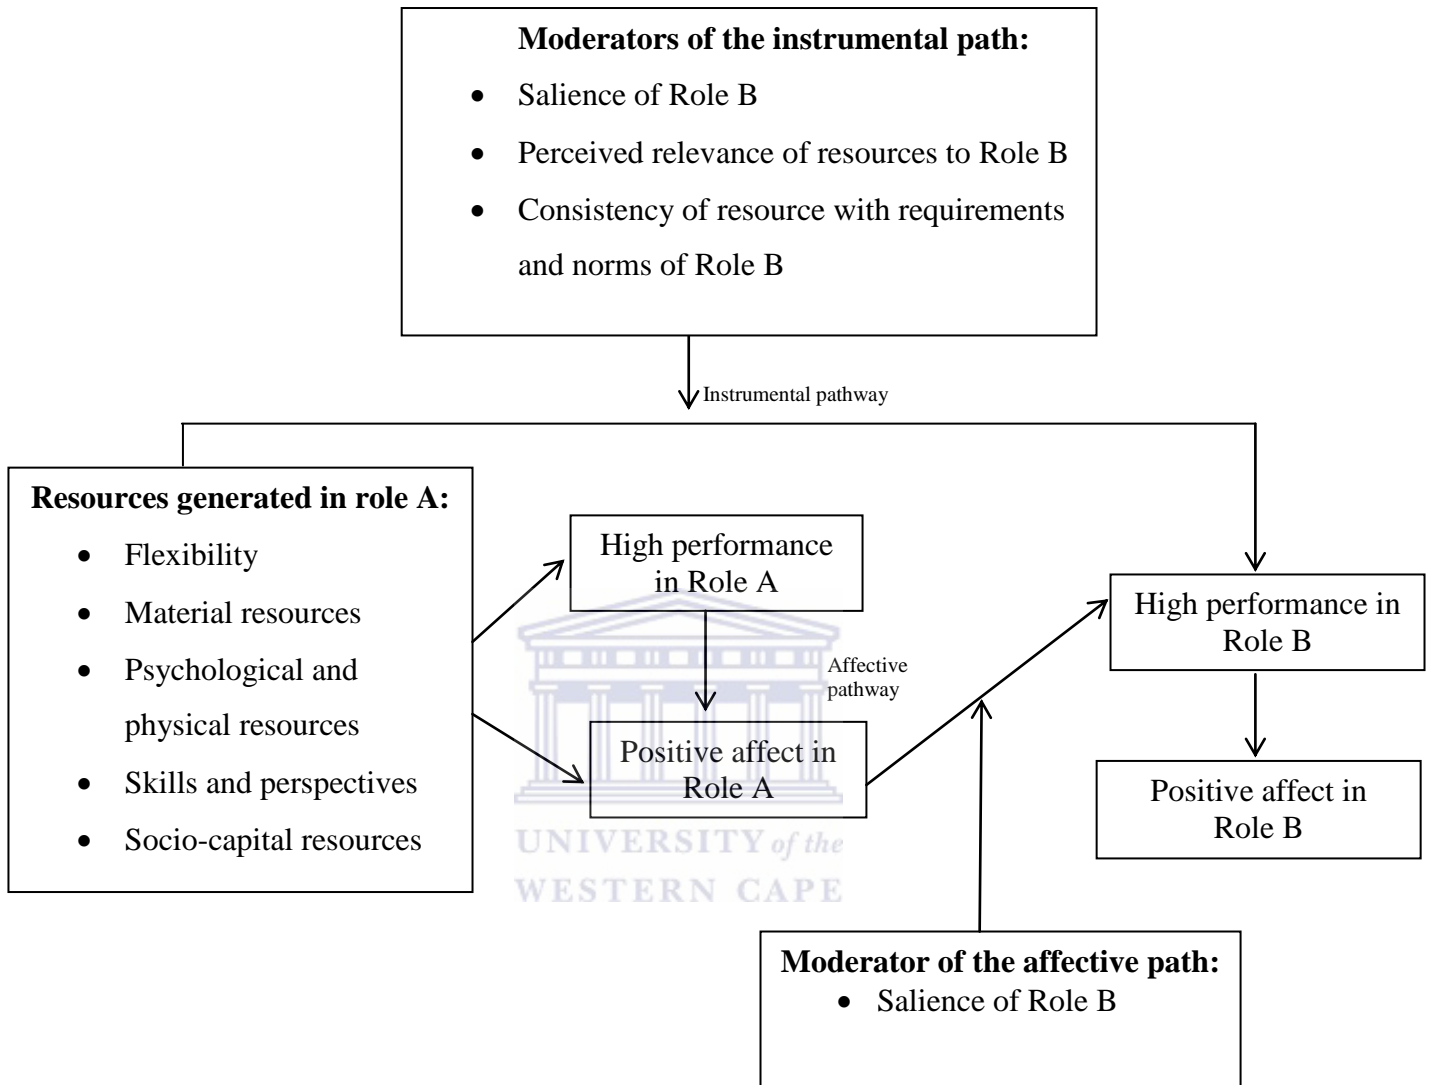 Moderators of the instrumental path:
• Salience of Role B
• Perceived relevance of resources to Role B
• Consistency of resource with requirements
and norms of Role B
Instrumental pathway
Resources generated in role A:
• Flexibility
• Material resources
• Psychological and
physical resources
• Skills and perspectives
• Socio-capital resources
High performance
in Role A
Affective
pathway
Positive affect in
Role A
High performance in
Role B
Positive affect in
Role B
UNIVERSITY of the
WESTERN CAPE
Moderator of the affective path:
• Salience of Role B